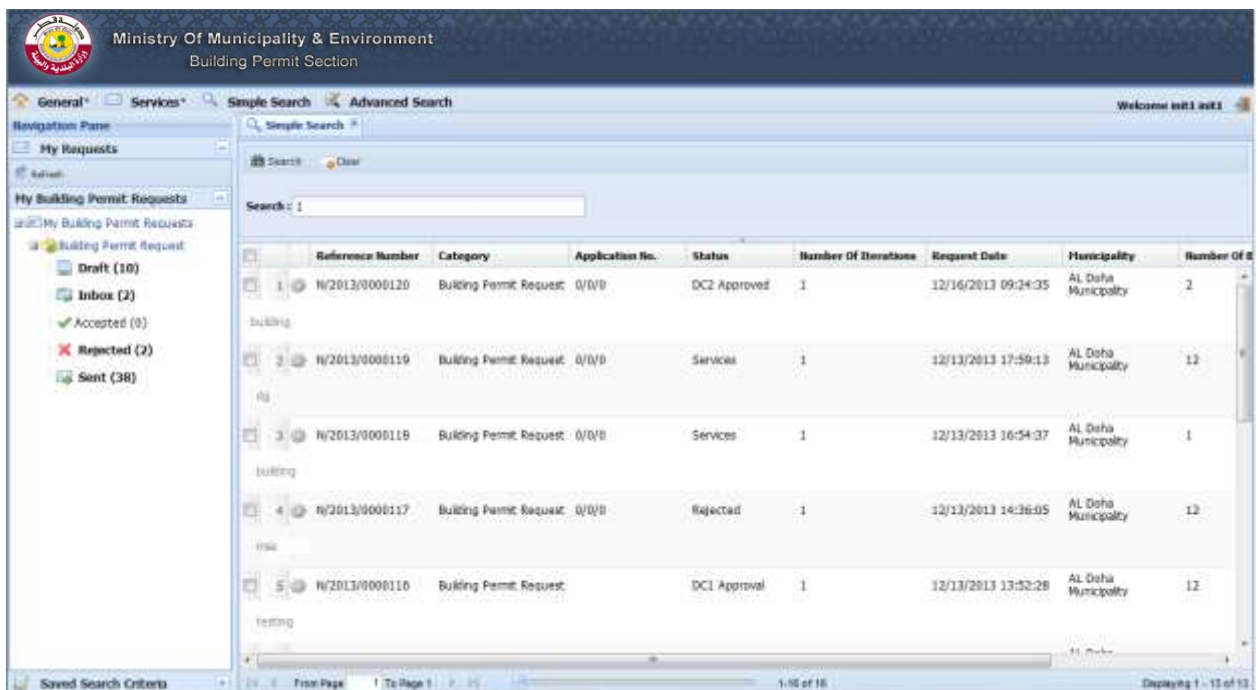 Ministry Of Municipality & Environment
Building Permit Section
General Services Simple Search Advanced Search
Welcome init1 init1
Navigation Pane
Simple Search
My Requests
Search Clear
Refresh
My Building Permit Requests
Search : 1
My Building Permit Requests
Building Permit Request
Draft (10)
Inbox (2)
Accepted (0)
Rejected (2)
Sent (38)
Reference Number Category Application No. Status Number Of Iterations Request Date Municipality Number Of B
1 N/2013/0000120 Building Permit Request 0/0/0 DC2 Approved 1 12/16/2013 09:24:35 AL Doha Municipality 2
building
2 N/2013/0000119 Building Permit Request 0/0/0 Services 1 12/13/2013 17:59:13 AL Doha Municipality 12
3 N/2013/0000118 Building Permit Request 0/0/0 Services 1 12/13/2013 16:54:37 AL Doha Municipality 1
building
4 N/2013/0000117 Building Permit Request 0/0/0 Rejected 1 12/13/2013 14:36:05 AL Doha Municipality 12
5 N/2013/0000116 Building Permit Request DC1 Approval 1 12/13/2013 13:52:28 AL Doha Municipality 12
testing
Saved Search Criteria
From Page 1 To Page 1
Displaying 1 - 13 of 13